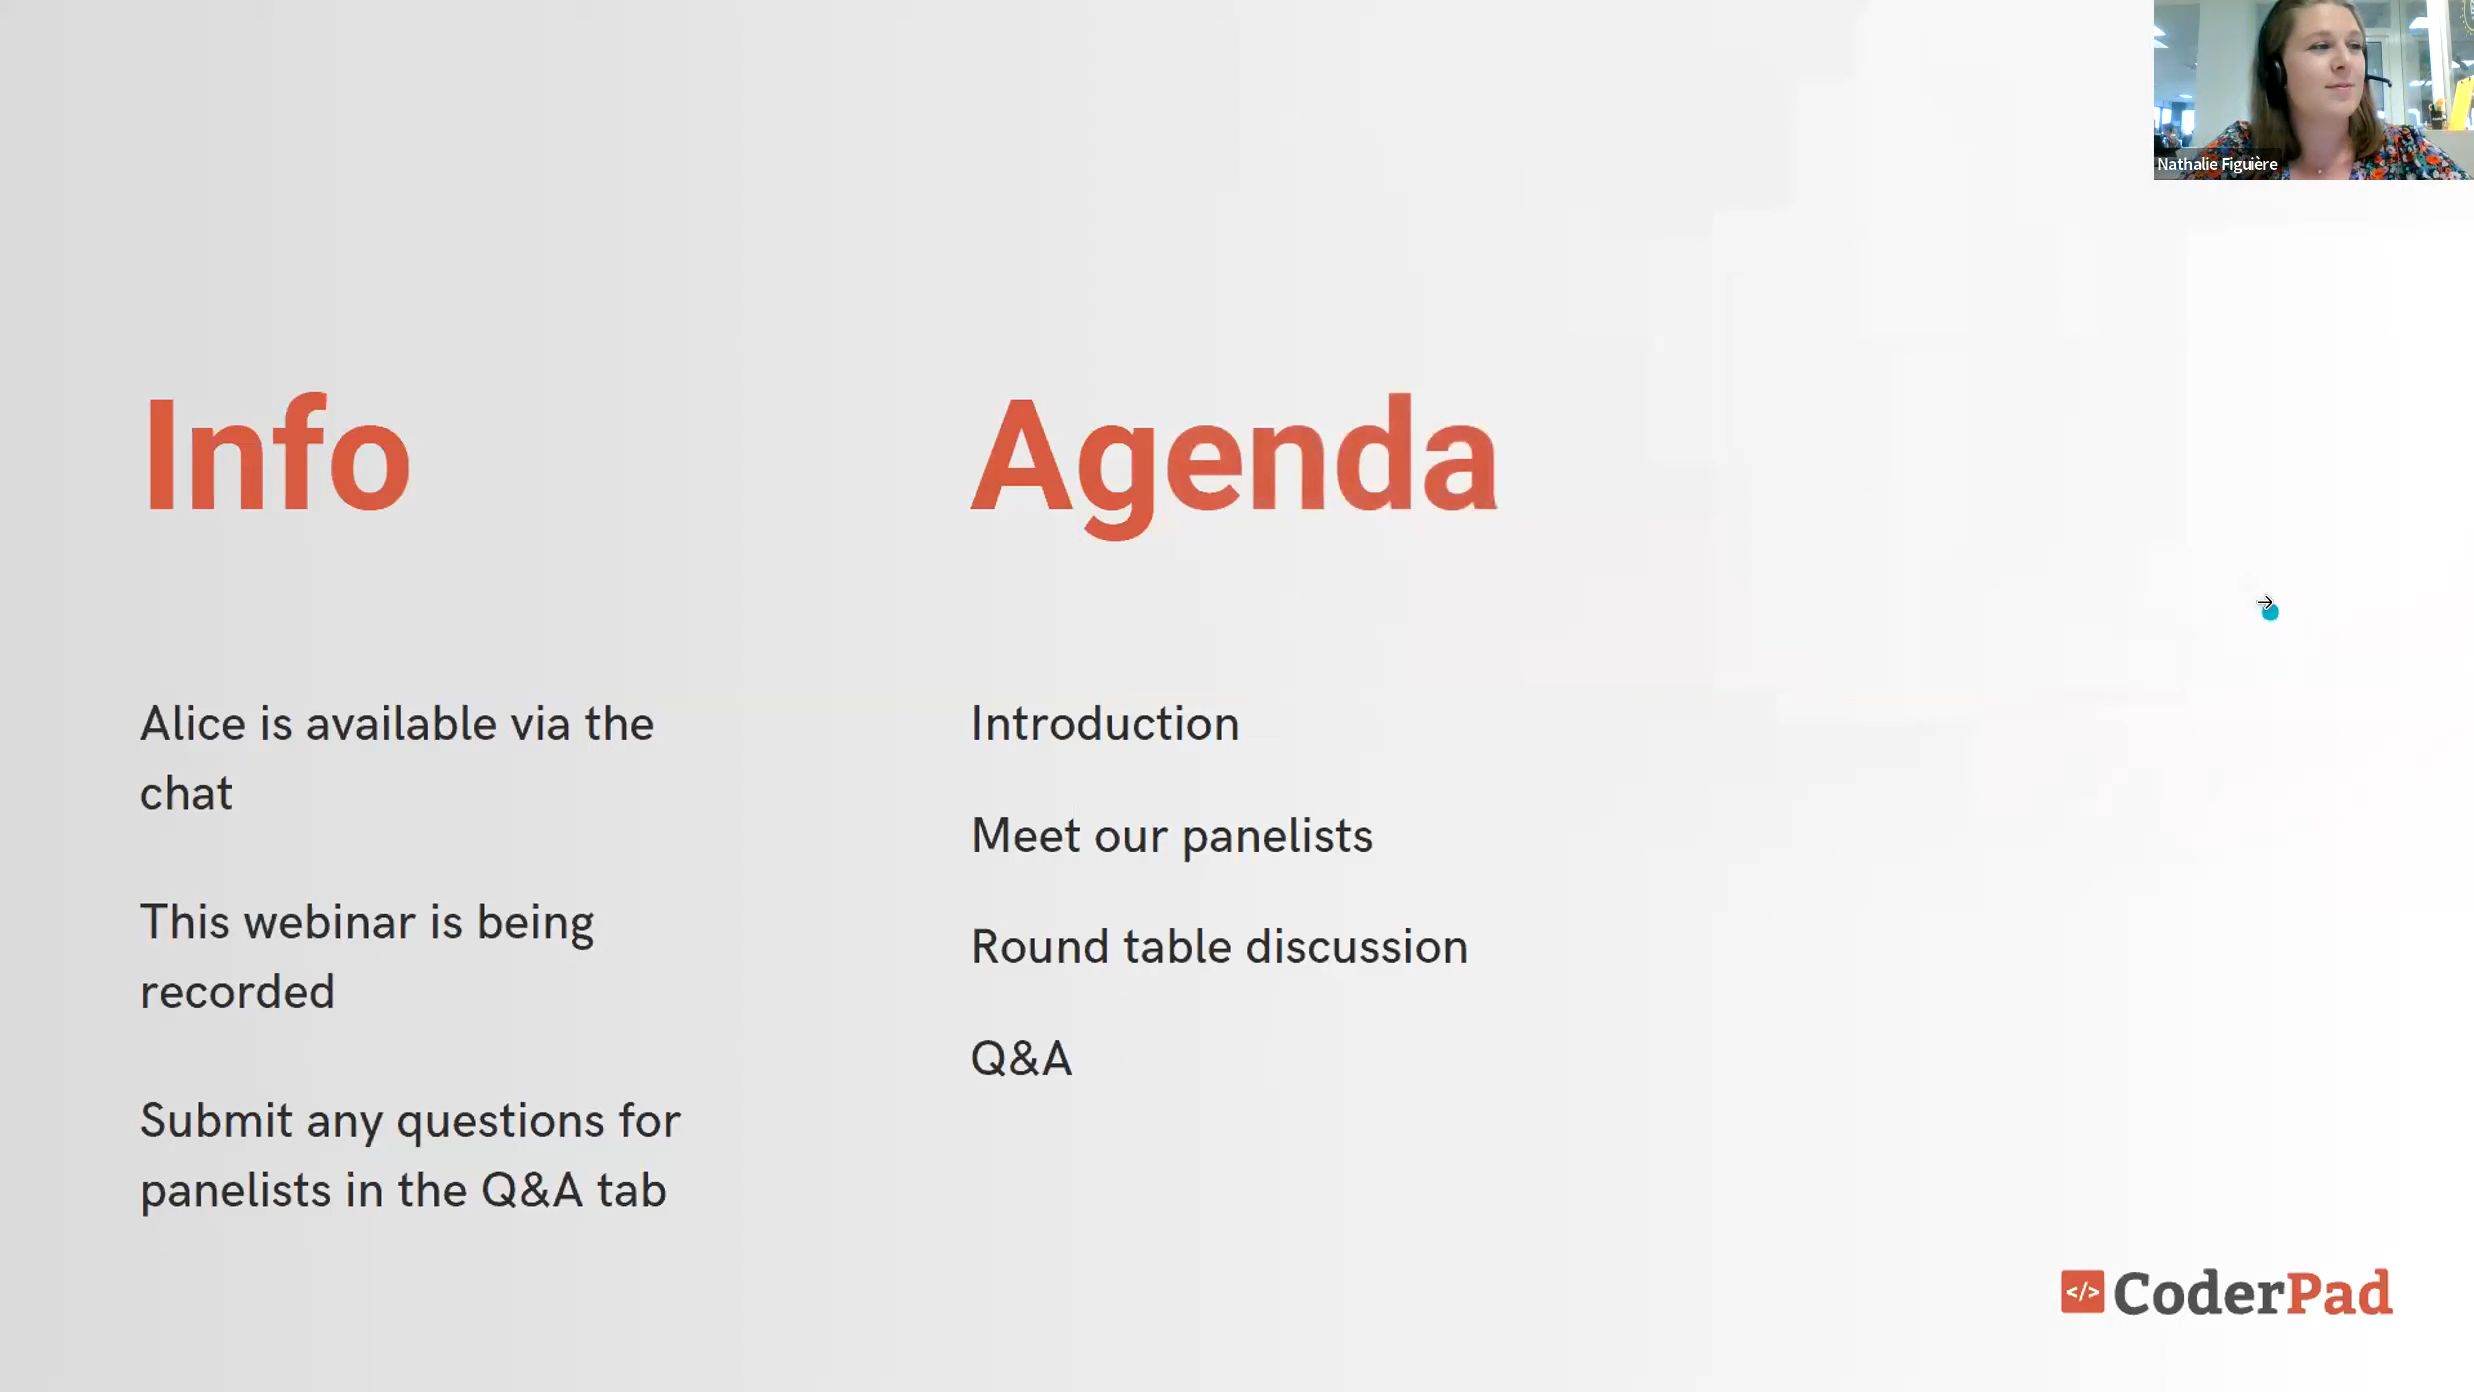 Nathalie Figuière
Info
Alice is available via the
chat
This webinar is being
recorded
Submit any questions for
panelists in the Q&A tab
Agenda
Introduction
Meet our panelists
Round table discussion
Q&A
</> CoderPad